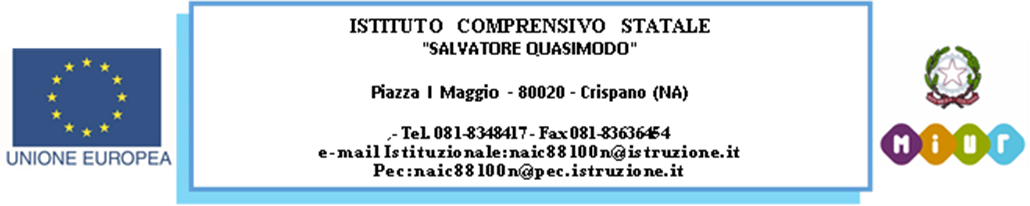 ISTITUTO COMPRENSIVO STATALE
"SALVATORE QUASIMODO"
Piazza I Maggio - 80020 - Crispano (NA)
,- Tel. 081-8348417 - Fax 081-83636454
e-mail Istituzionale:naic88100n@istruzione.it
Pec:naic88100n@pec.istruzione.it
UNIONE EUROPEA
MiUr